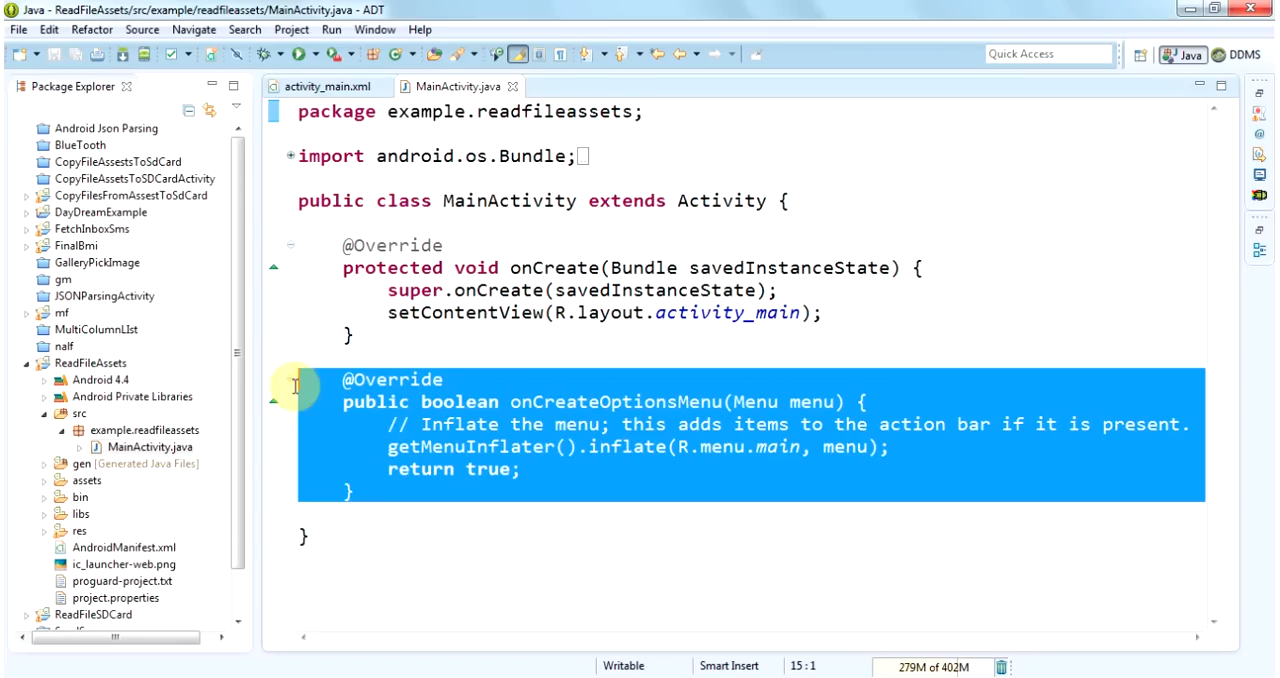 Java - ReadFileAssets/src/example/readfileassets/MainActivity.java - ADT
File Edit Refactor Source Navigate Search Project Run Window Help
Quick Access
Java
DDMS
Package Explorer
activity_main.xml
MainActivity.java
Android Json Parsing
BlueTooth
CopyFileAssestsToSdCard
CopyFileAssetsToSDCardActivity
CopyFilesFromAssestToSdCard
DayDreamExample
FetchInboxSms
FinalBmi
GalleryPickImage
gm
JSONParsingActivity
mf
MultiColumnLIst
nalf
ReadFileAssets
Android 4.4
Android Private Libraries
src
example.readfileassets
MainActivity.java
gen [Generated Java Files]
assets
bin
libs
res
AndroidManifest.xml
ic_launcher-web.png
proguard-project.txt
project.properties
ReadFileSDCard
package example.readfileassets;
import android.os.Bundle;
public class MainActivity extends Activity {
@Override
protected void onCreate(Bundle savedInstanceState) {
super.onCreate(savedInstanceState);
setContentView(R.layout.activity_main);
}
@Override
public boolean onCreateOptionsMenu(Menu menu) {
// Inflate the menu; this adds items to the action bar if it is present.
getMenuInflater().inflate(R.menu.main, menu);
return true;
}
}
Writable
Smart Insert
15 : 1
279M of 402M